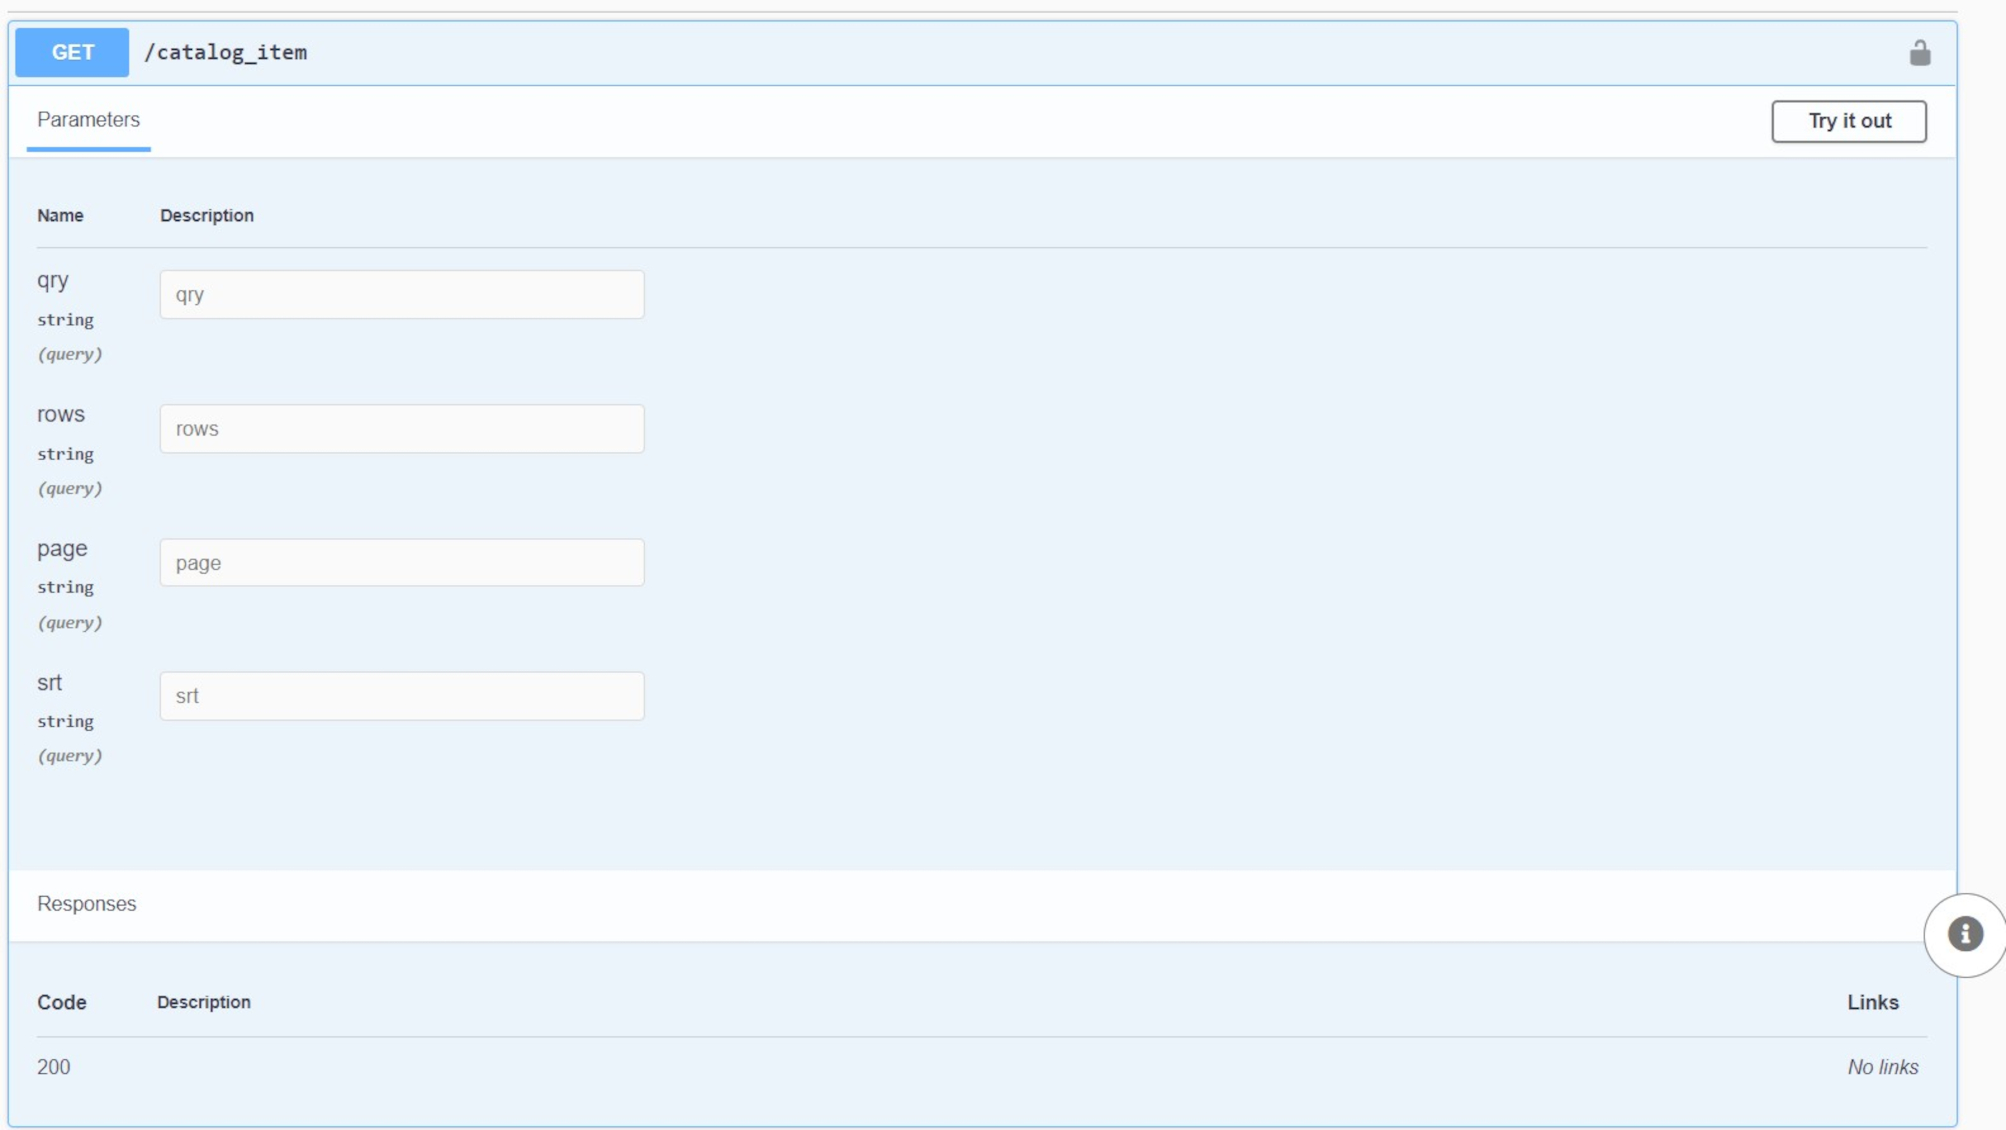 GET /catalog_item
Parameters
Try it out
Name Description
qry
string
(query)
qry
rows
string
(query)
rows
page
string
(query)
page
srt
string
(query)
srt
Responses
Code Description Links
200 No links